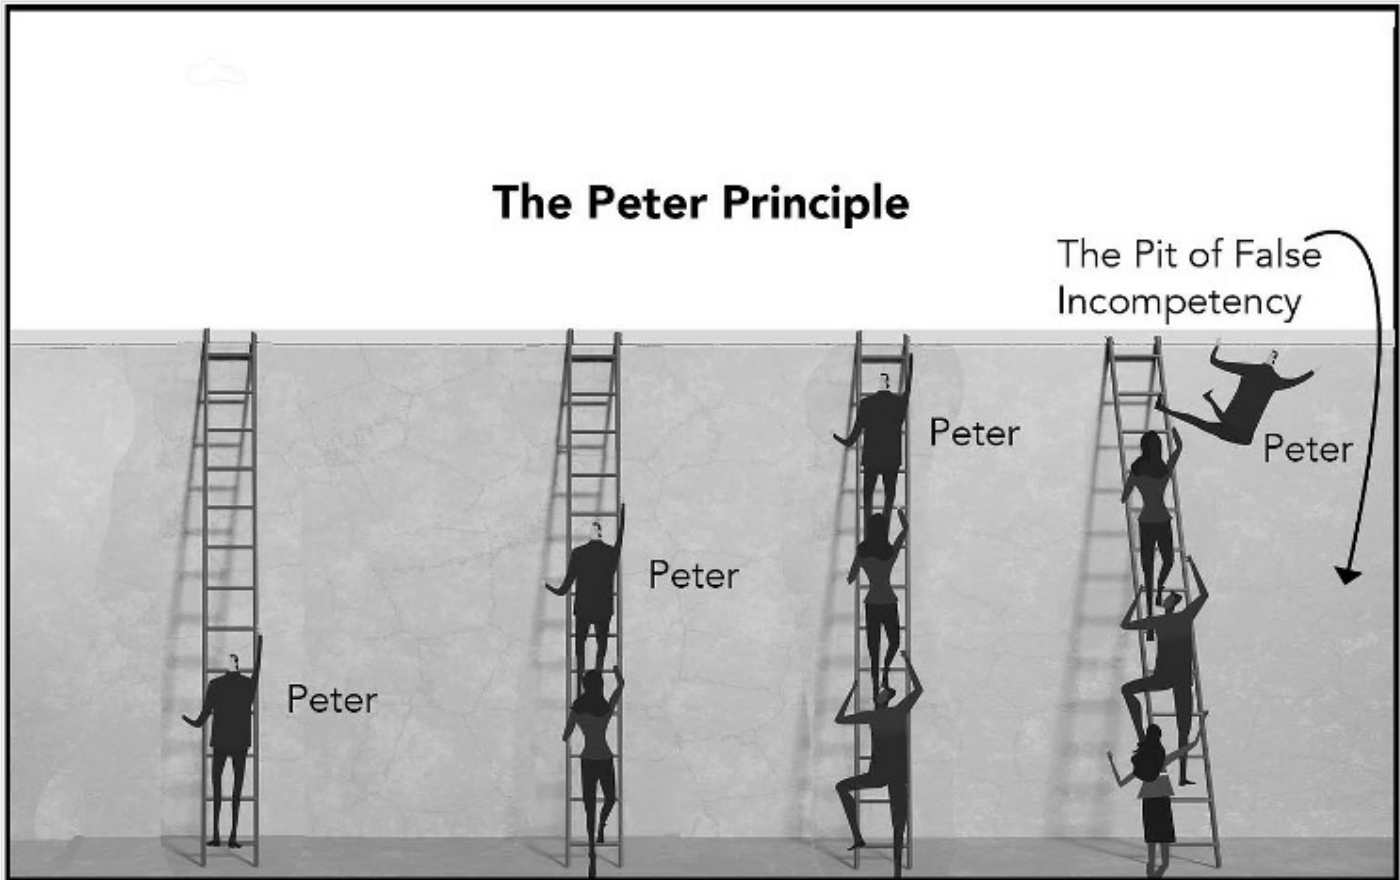 The Peter Principle
The Pit of False
Incompetency
Peter
Peter
Peter
Peter